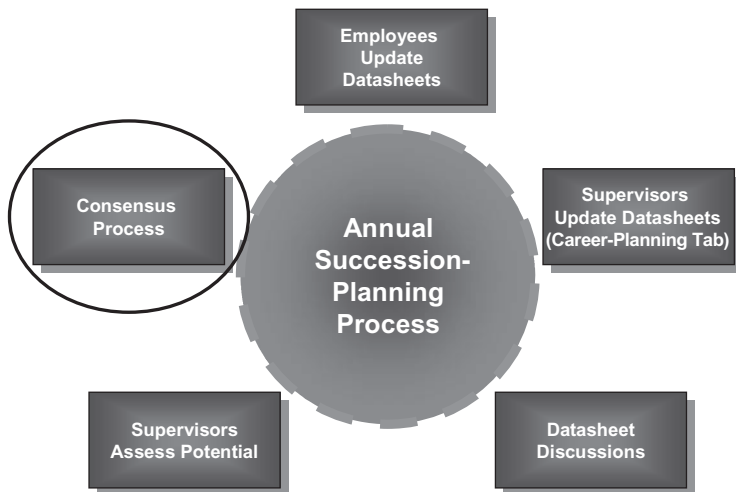 Employees
Update
Datasheets
Consensus
Process
Supervisors
Update Datasheets
(Career-Planning Tab)
Annual
Succession-
Planning
Process
Supervisors
Assess Potential
Datasheet
Discussions